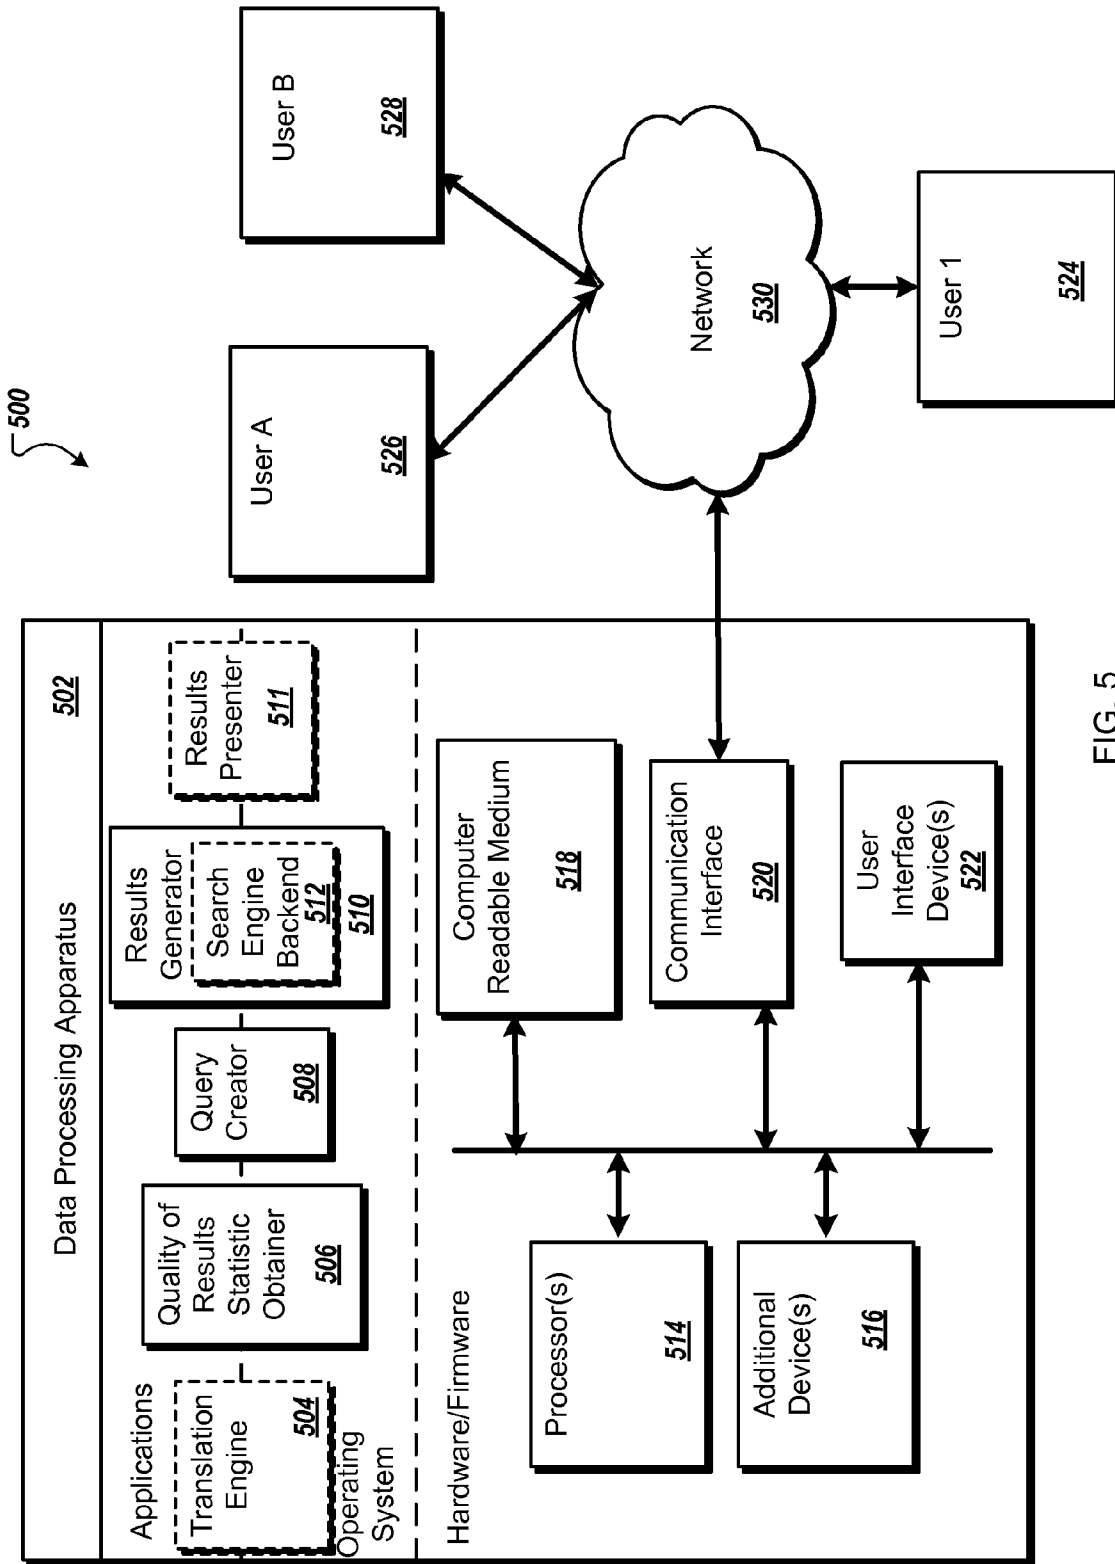 500
Data Processing Apparatus
502
Applications
Translation
Engine
504
Quality of
Results
Statistic
Obtainer
506
Query
Creator
508
Results
Generator
Search
Engine
Backend
512
510
Results
Presenter
511
Operating
System
Hardware/Firmware
Processor(s)
514
Additional
Device(s)
516
Computer
Readable Medium
518
Communication
Interface
520
User
Interface
Device(s)
522
User A
526
User B
528
Network
530
User 1
524
FIG. 5